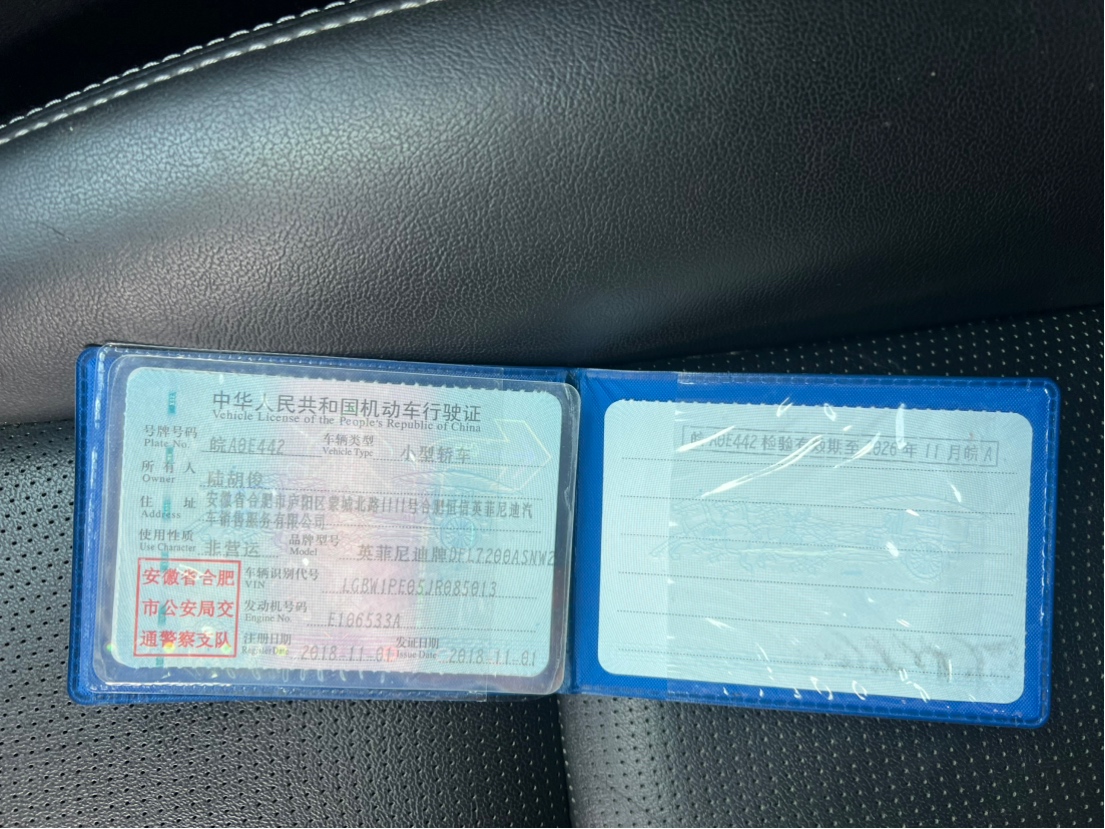 中华人民共和国机动车行驶证
Vehicle License of the People's Republic of China
号牌号码 皖A0E442 车辆类型 小型轿车
Plate No. Vehicle Type
所有人 陆胡俊
Owner
住址 安徽省合肥市庐阳区蒙城北路1111号合肥恒信英菲尼迪汽
Address 车销售服务有限公司
使用性质 非营运 品牌型号 英菲尼迪牌DFL7200ASNW2
Use Character Model
安徽省合肥
市公安局交
通警察支队
车辆识别代号 LGBW1PE05JR085013
VIN
发动机号码 E106533A
Engine No.
注册日期 2018.11.01 发证日期 2018.11.01
Register Date Issue Date
皖A0E442 检验有效期至 2026年11月皖A